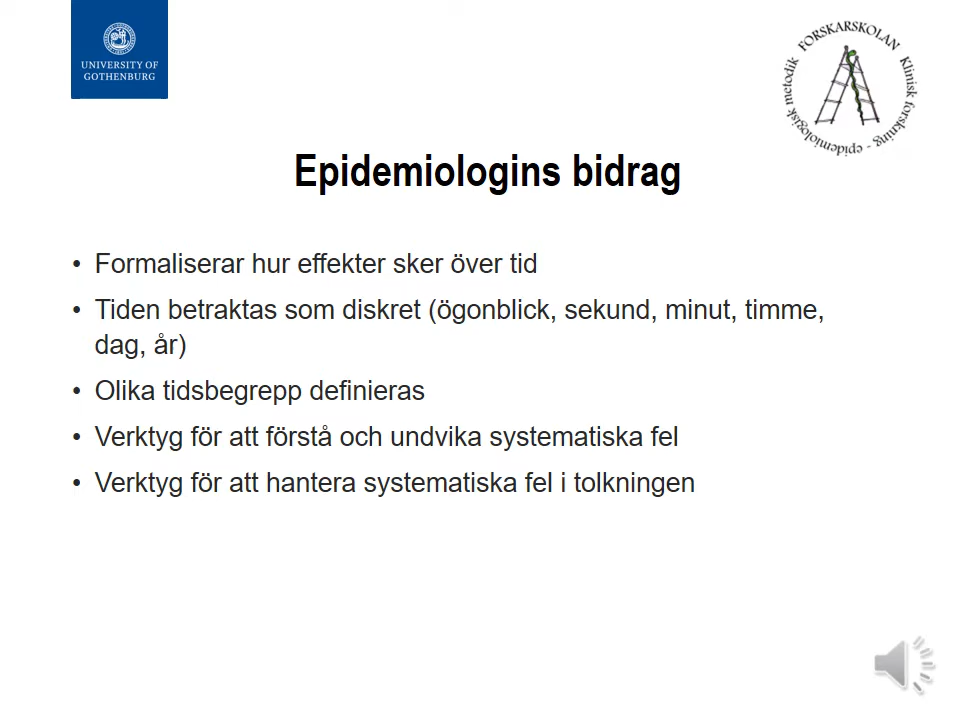 UNIVERSITY OF
GOTHENBURG
FORSKARSKOLAN
Klinisk forskning - epidemiologisk metodik
Epidemiologins bidrag
• Formaliserar hur effekter sker över tid
• Tiden betraktas som diskret (ögonblick, sekund, minut, timme,
dag, år)
• Olika tidsbegrepp definieras
• Verktyg för att förstå och undvika systematiska fel
• Verktyg för att hantera systematiska fel i tolkningen